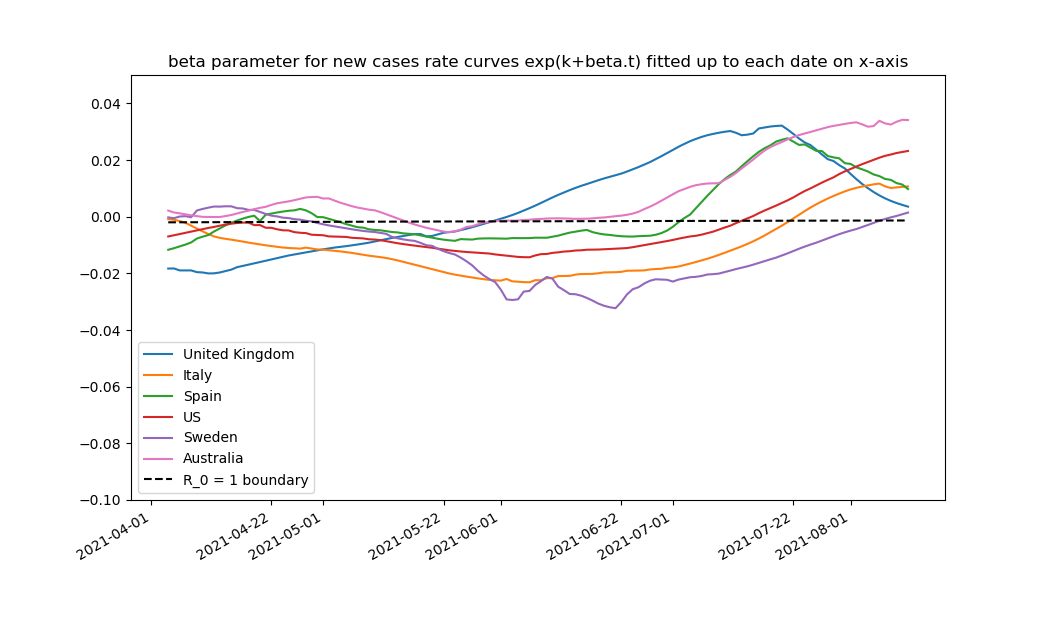 beta parameter for new cases rate curves exp(k+beta.t) fitted up to each date on x-axis
0.04
0.02
0.00
−0.02
−0.04
−0.06
−0.08
−0.10
United Kingdom
Italy
Spain
US
Sweden
Australia
R_0 = 1 boundary
2021-04-01
2021-04-22
2021-05-01
2021-05-22
2021-06-01
2021-06-22
2021-07-01
2021-07-22
2021-08-01